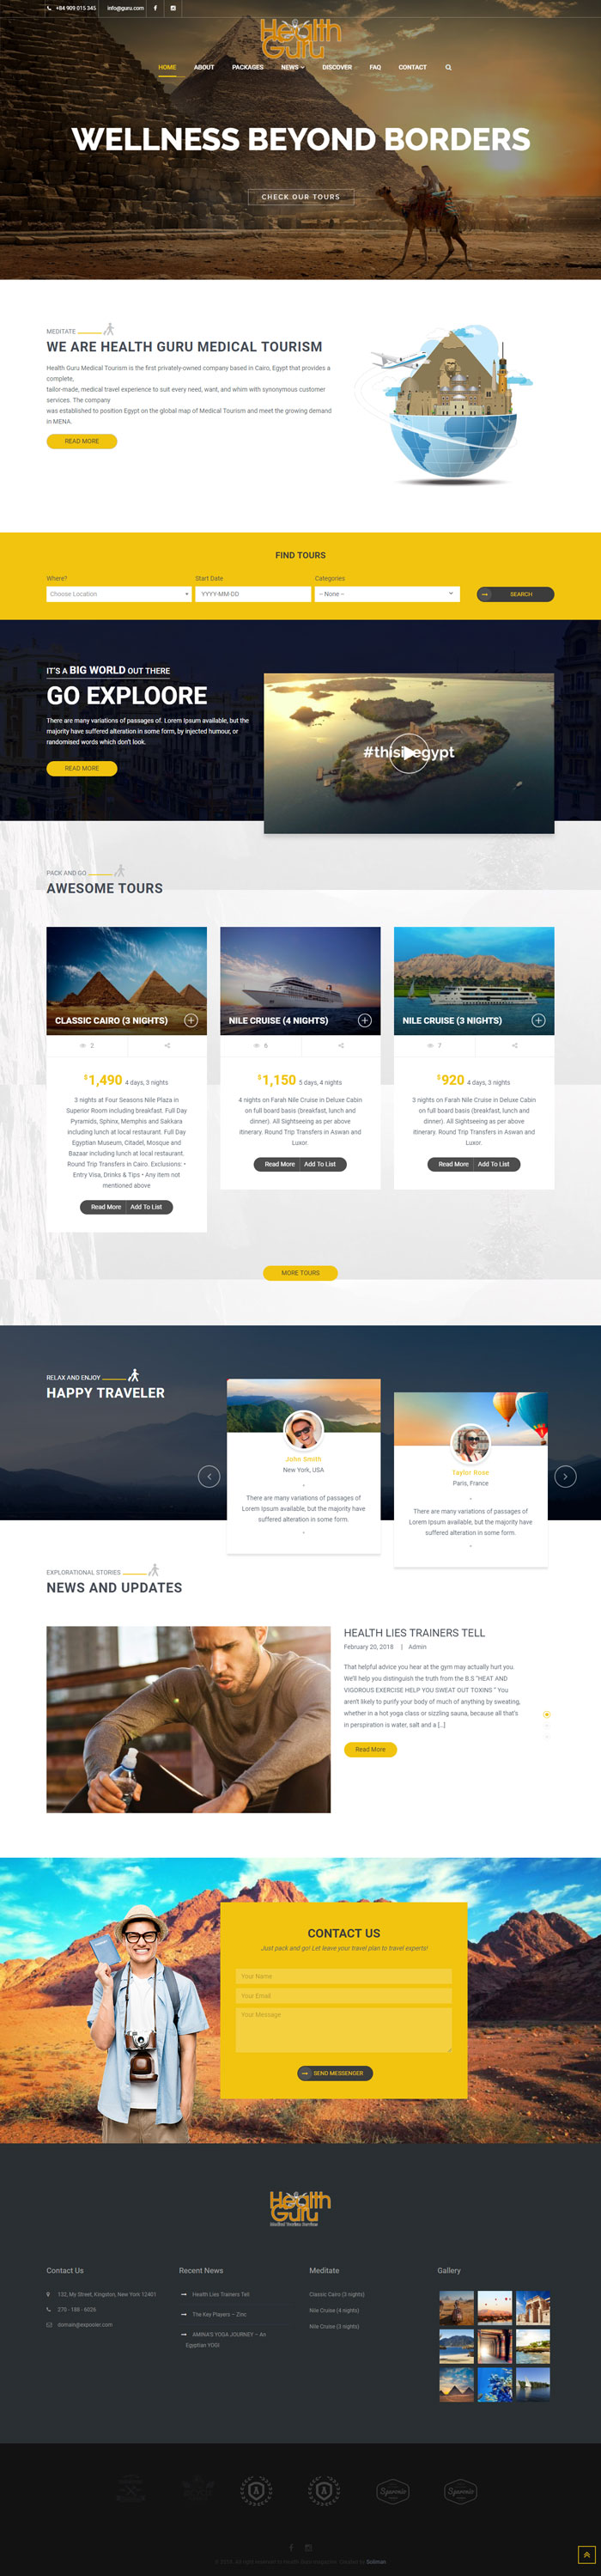 +84 909 015 345 info@guru.com
Health
Guru
HOME ABOUT PACKAGES NEWS DISCOVER FAQ CONTACT
WELLNESS BEYOND BORDERS
CHECK OUR TOURS
MEDITATE
WE ARE HEALTH GURU MEDICAL TOURISM
Health Guru Medical Tourism is the first privately-owned company based in Cairo, Egypt that provides a
complete,
tailor-made, medical travel experience to suit every need, want, and whim with synonymous customer
services. The company
was established to position Egypt on the global map of Medical Tourism and meet the growing demand
in MENA.
READ MORE
FIND TOURS
Where? Start Date Categories
Choose Location YYYY-MM-DD -- None -- SEARCH
IT'S A BIG WORLD OUT THERE
GO EXPLOORE
There are many variations of passages of. Lorem Ipsum available, but the
majority have suffered alteration in some form, by injected humour, or
randomised words which don't look.
READ MORE
#thisisegypt
PACK AND GO
AWESOME TOURS
CLASSIC CAIRO (3 NIGHTS)
2
$1,490 4 days, 3 nights
3 nights at Four Seasons Nile Plaza in
Superior Room including breakfast. Full Day
Pyramids, Sphinx, Memphis and Sakkara
including lunch at local restaurant. Full Day
Egyptian Museum, Citadel, Mosque and
Bazaar including lunch at local restaurant.
Round Trip Transfers in Cairo. Exclusions: •
Entry Visa, Drinks & Tips • Any item not
mentioned above
Read More Add To List
NILE CRUISE (4 NIGHTS)
6
$1,150 5 days, 4 nights
4 nights on Farah Nile Cruise in Deluxe Cabin
on full board basis (breakfast, lunch and
dinner). All Sightseeing as per above
itinerary. Round Trip Transfers in Aswan and
Luxor.
Read More Add To List
NILE CRUISE (3 NIGHTS)
7
$920 4 days, 3 nights
3 nights on Farah Nile Cruise in Deluxe Cabin
on full board basis (breakfast, lunch and
dinner). All Sightseeing as per above
itinerary. Round Trip Transfers in Aswan and
Luxor.
Read More Add To List
MORE TOURS
RELAX AND ENJOY
HAPPY TRAVELER
John Smith
New York, USA
There are many variations of passages of
Lorem Ipsum available, but the majority have
suffered alteration in some form.
Taylor Rose
Paris, France
There are many variations of passages of
Lorem Ipsum available, but the majority have
suffered alteration in some form.
EXPLORATIONAL STORIES
NEWS AND UPDATES
HEALTH LIES TRAINERS TELL
February 20, 2018 | Admin
That helpful advice you hear at the gym may actually hurt you.
We'll help you distinguish the truth from the B.S "HEAT AND
VIGOROUS EXERCISE HELP YOU SWEAT OUT TOXINS " You
aren't likely to purify your body of much of anything by sweating,
whether in a hot yoga class or sizzling sauna, because all that's
in perspiration is water, salt and a [...]
Read More
CONTACT US
Just pack and go! Let leave your travel plan to travel experts!
Your Name
Your Email
Your Message
SEND MESSENGER
Health
Guru
Medical Tourism Services
Contact Us
132, My Street, Kingston, New York 12401
270 - 188 - 6026
domain@expooler.com
Recent News
Health Lies Trainers Tell
The Key Players – Zinc
AMINA'S YOGA JOURNEY – An
Egyptian YOGI
Meditate
Classic Cairo (3 nights)
Nile Cruise (4 nights)
Nile Cruise (3 nights)
Gallery
A
A